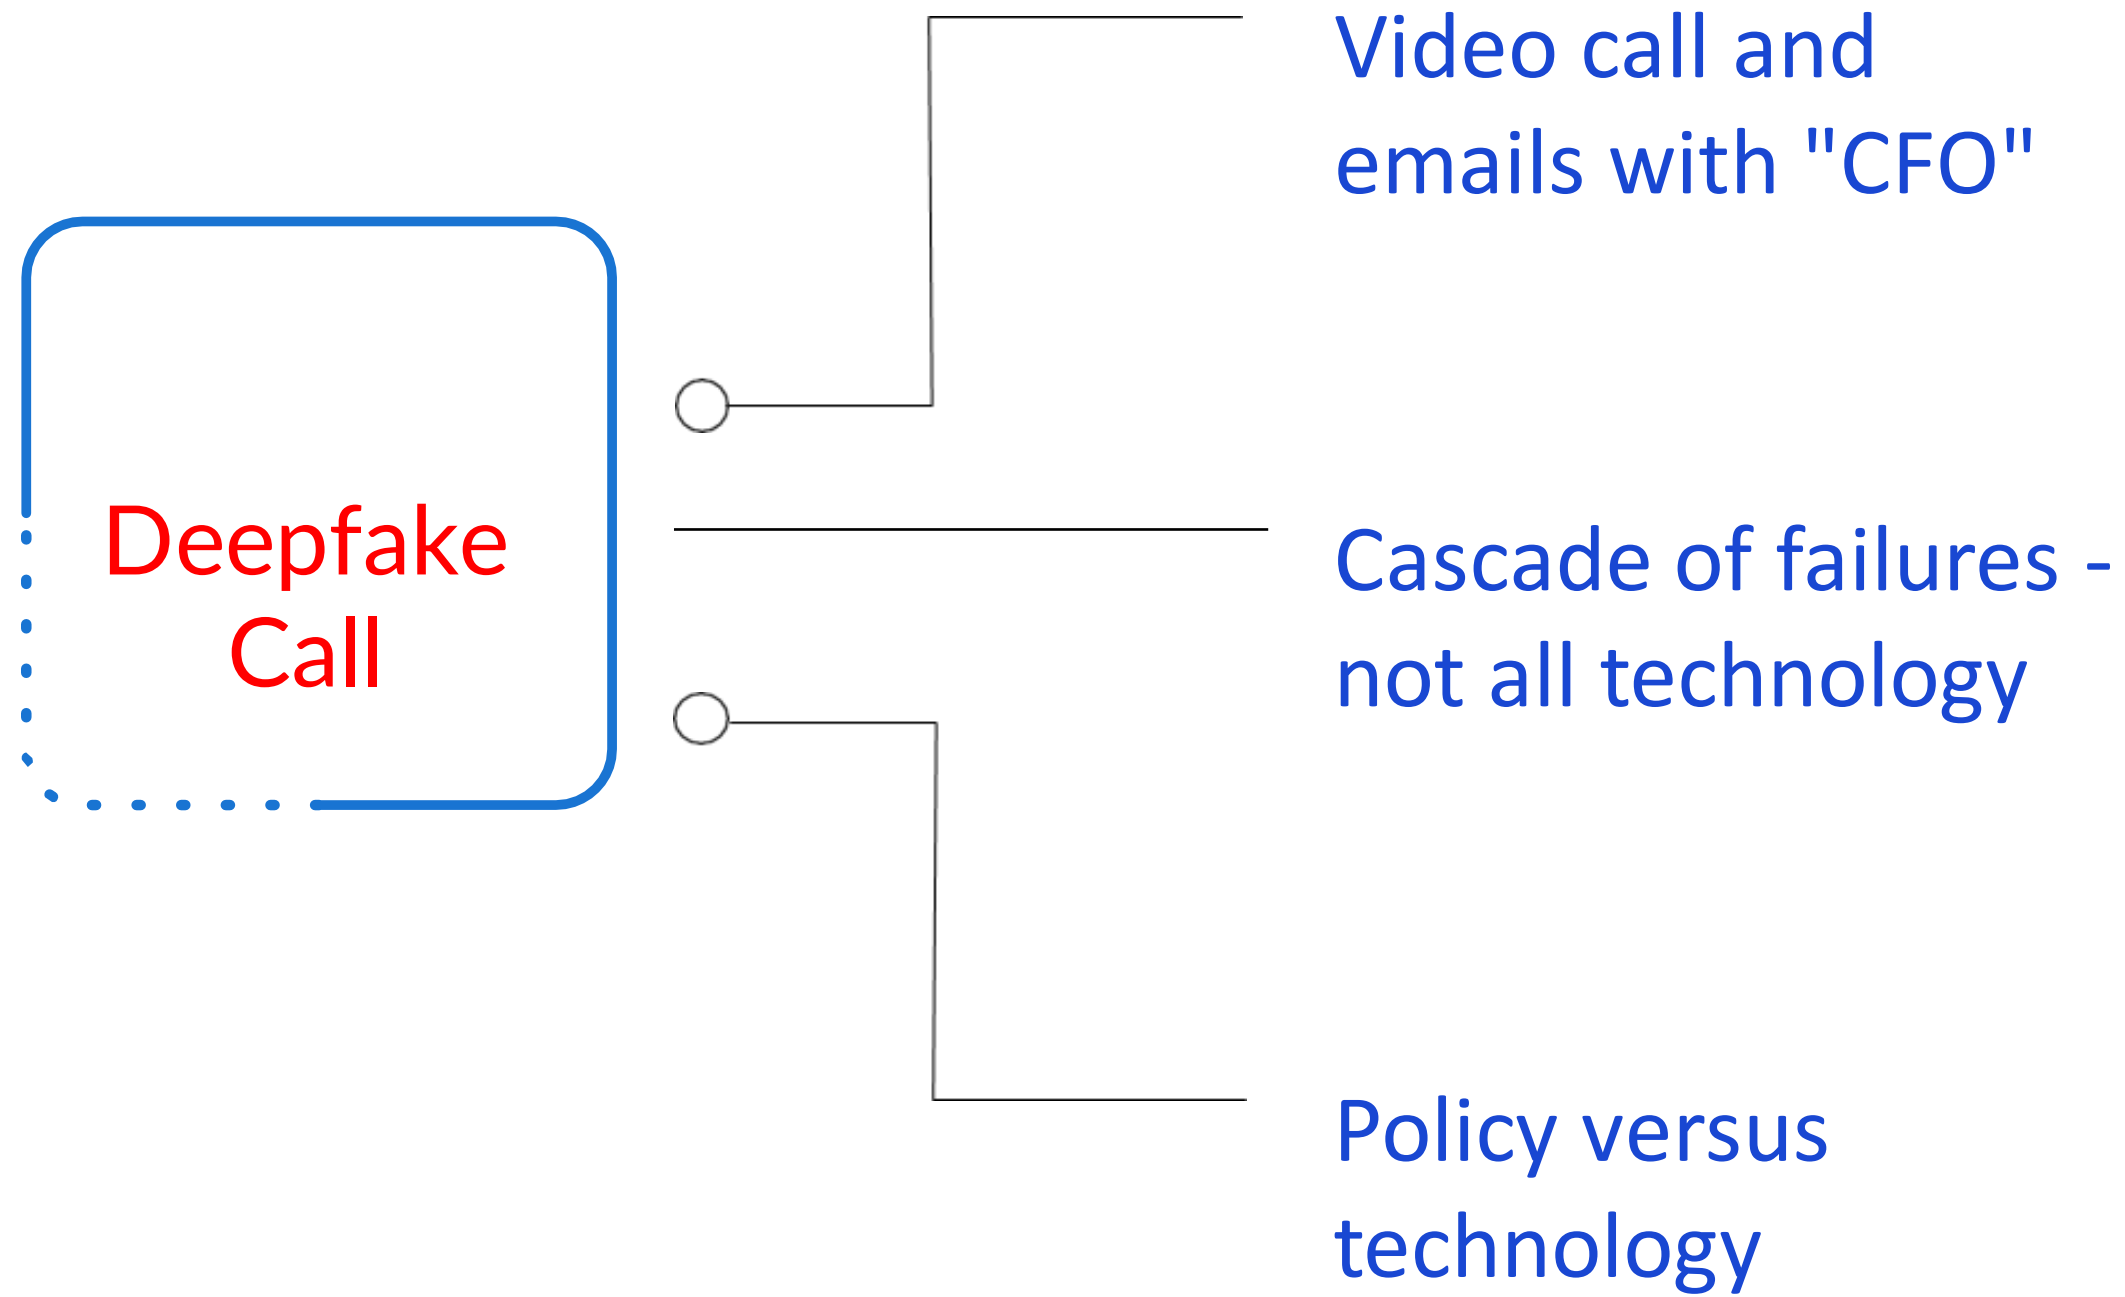 Deepfake
Call
Video call and
emails with "CFO"
Cascade of failures -
not all technology
Policy versus
technology